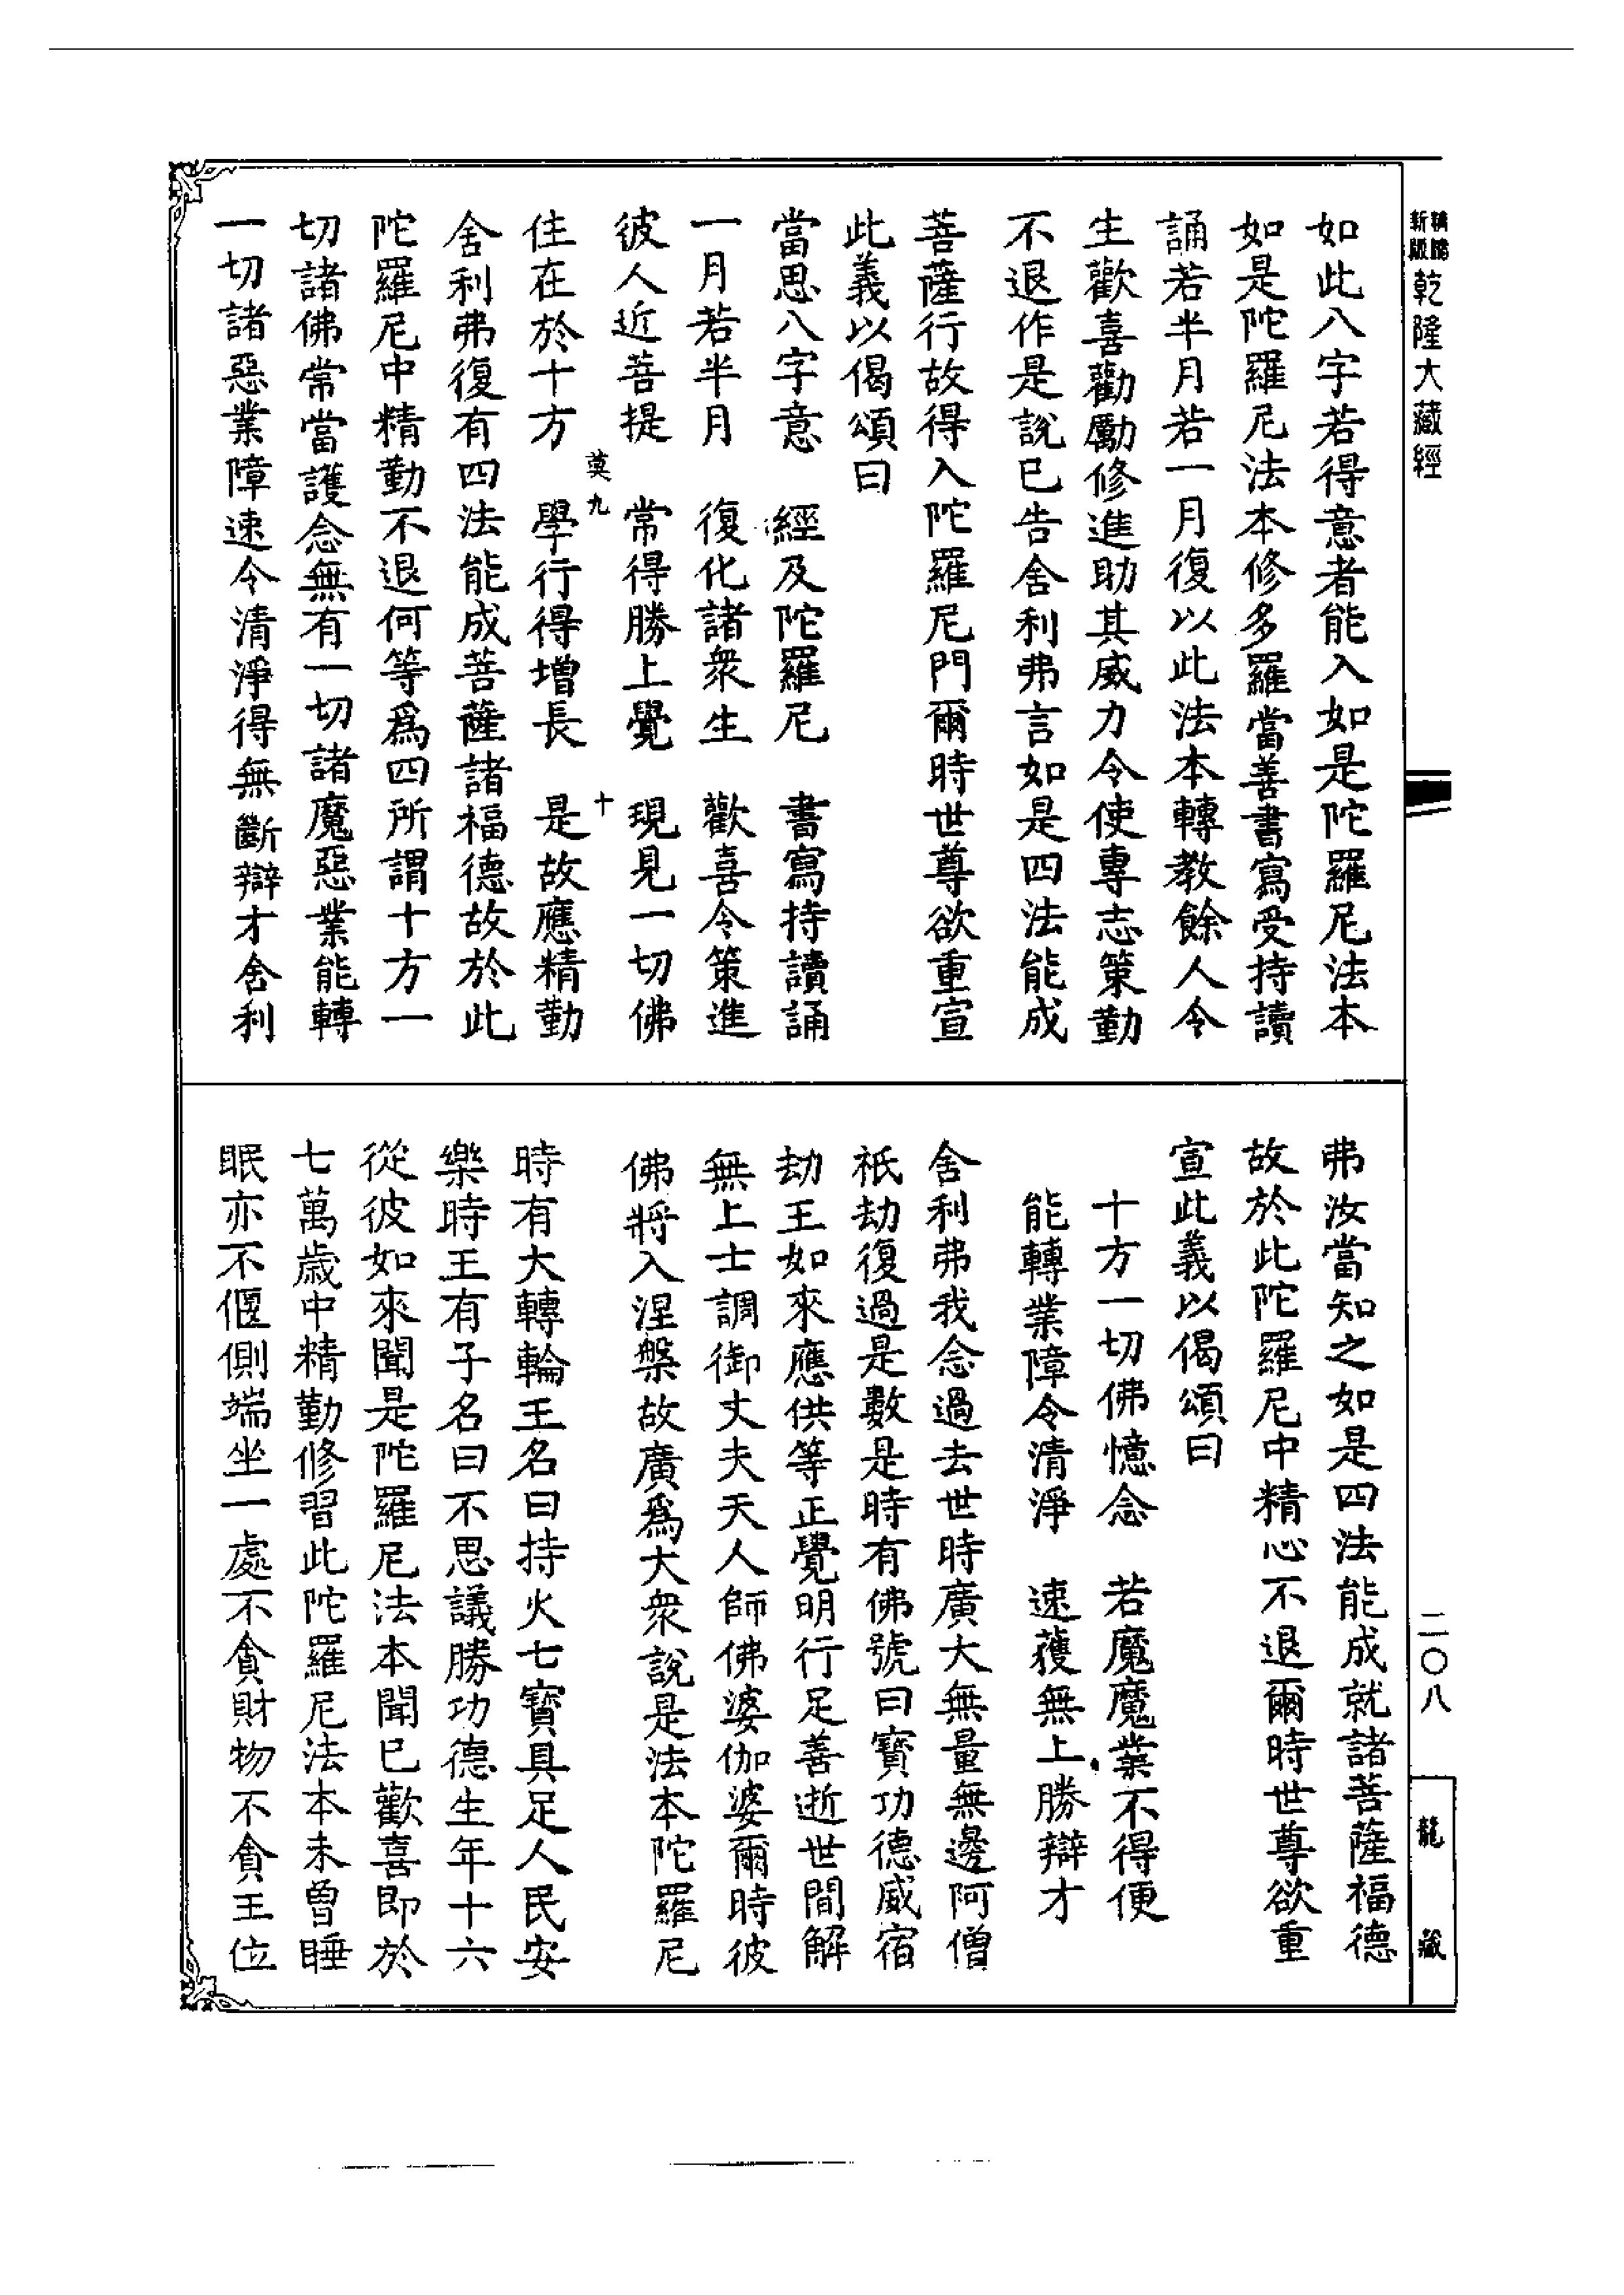 精縮新版
乾隆大藏經
如此八字若得意者能入如是陀羅尼法本
如是陀羅尼法本修多羅當善書寫受持讀
誦若半月若一月復以此法本轉教餘人令
生歡喜勸勵修進助其威力令使專志策勤
不退作是說已告舍利弗言如是四法能成
菩薩行故得入陀羅尼門爾時世尊欲重宣
此義以偈頌曰
當思八字意　經及陀羅尼　書寫持讀誦
一月若半月　復化諸衆生　歡喜令策進
彼人近菩提　常得勝上覺　現見一切佛
羙九　十
住在於十方　學行得增長　是故應精勤
舍利弗復有四法能成菩薩諸福德故於此
陀羅尼中精勤不退何等爲四所謂十方一
切諸佛常當護念無有一切諸魔惡業能轉
一切諸惡業障速令清淨得無斷辯才舍利
弗汝當知之如是四法能成就諸菩薩福德
故於此陀羅尼中精心不退爾時世尊欲重
宣此義以偈頌曰
十方一切佛憶念　若魔魔業不得便
能轉業障令清淨　速獲無上勝辯才
舍利弗我念過去世時廣大無量無邊阿僧
祇劫復過是數是時有佛號曰寶功德威宿
劫王如來應供等正覺明行足善逝世間解
無上士調御丈夫天人師佛婆伽婆爾時彼
佛將入涅槃故廣爲大衆說是法本陀羅尼
時有大轉輪王名曰持火七寶具足人民安
樂時王有子名曰不思議勝功德生年十六
從彼如來聞是陀羅尼法本聞已歡喜即於
七萬歲中精勤修習此陀羅尼法本未曾睡
眠亦不偃側端坐一處不貪財物不貪王位
二〇八
龍藏